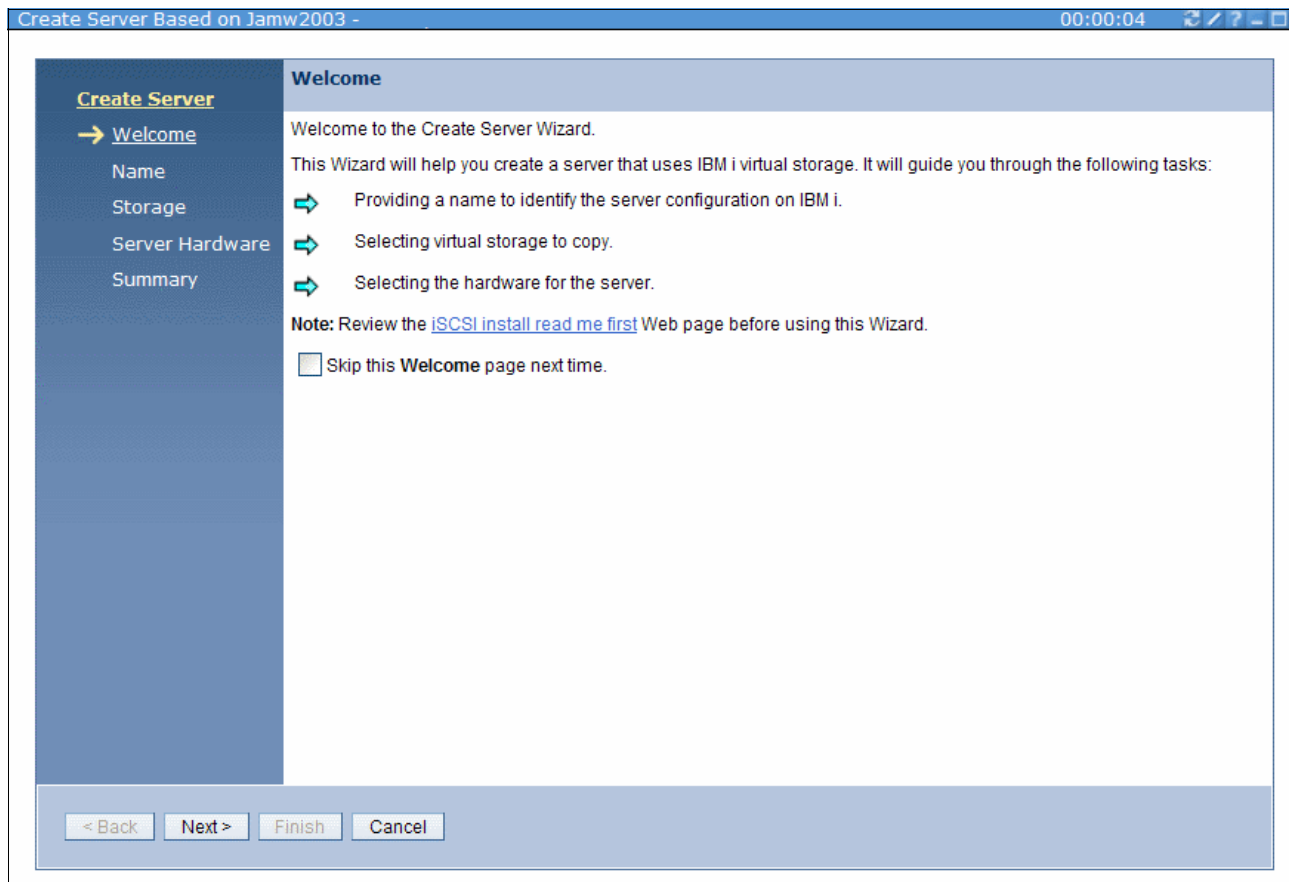 Create Server Based on Jamw2003 -
00:00:04
?
Create Server
Welcome
Name
Storage
Server Hardware
Summary
Welcome
Welcome to the Create Server Wizard.
This Wizard will help you create a server that uses IBM i virtual storage. It will guide you through the following tasks:
Providing a name to identify the server configuration on IBM i.
Selecting virtual storage to copy.
Selecting the hardware for the server.
Note: Review the iSCSI install read me first Web page before using this Wizard.
Skip this Welcome page next time.
< Back Next > Finish Cancel